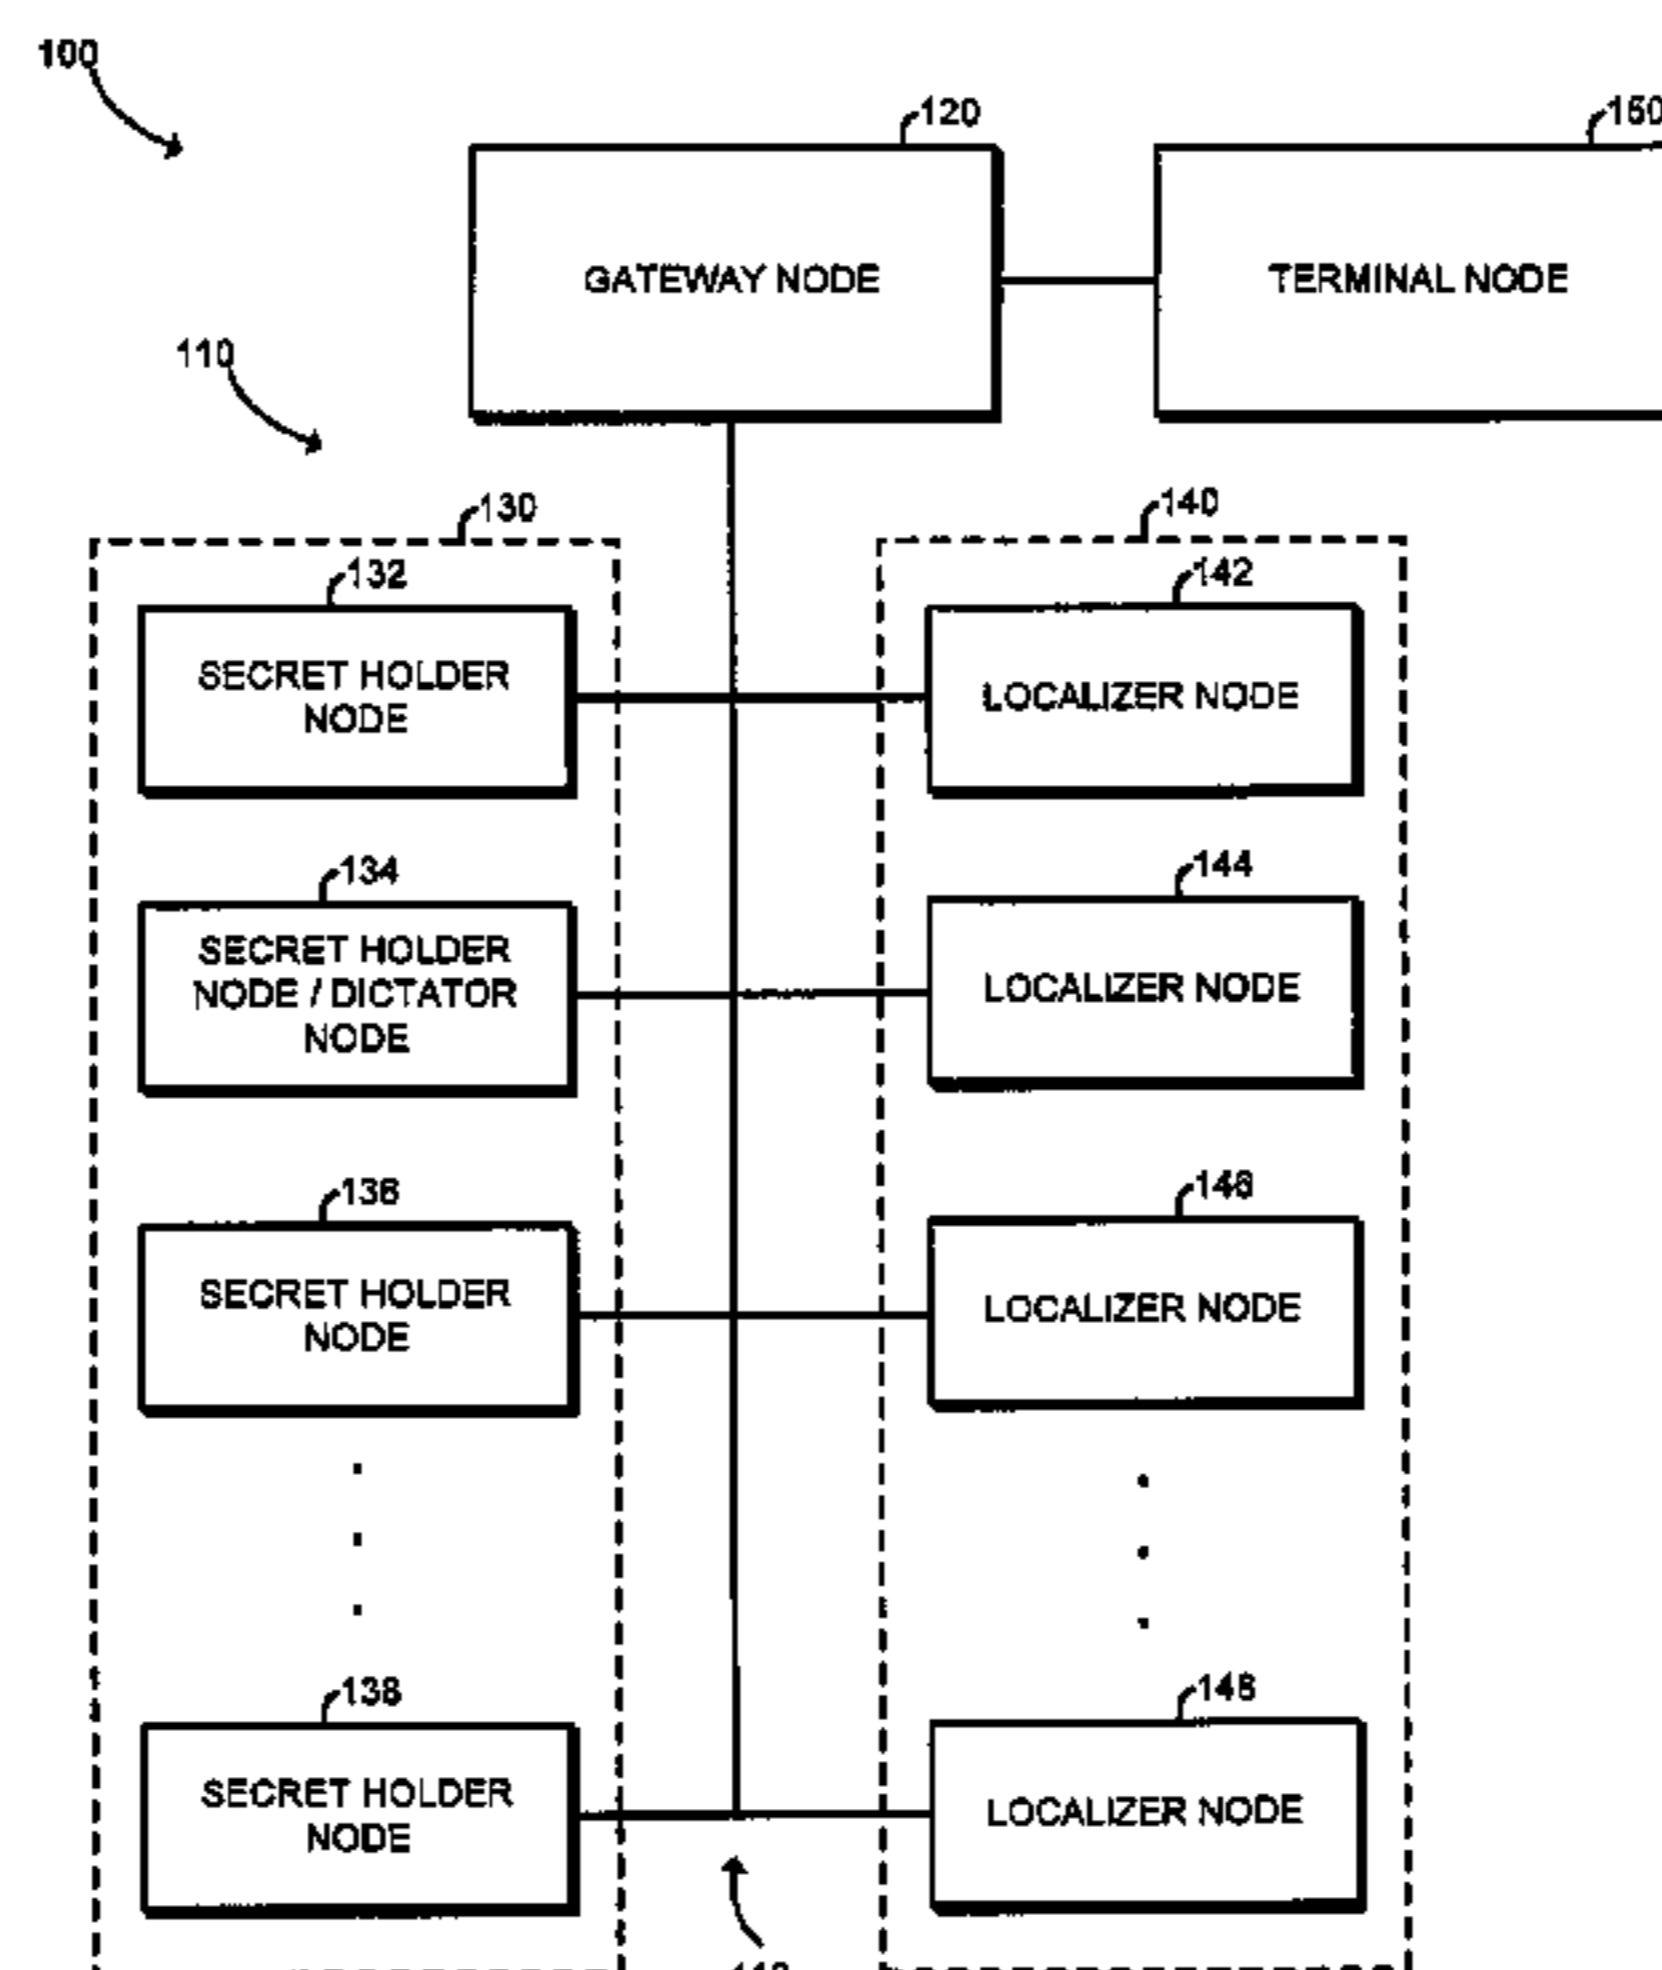 100
120
GATEWAY NODE
TERMINAL NODE
110
130
140
132
142
SECRET HOLDER
NODE
LOCALIZER NODE
134
144
SECRET HOLDER
NODE / DICTATOR
NODE
LOCALIZER NODE
136
146
SECRET HOLDER
NODE
LOCALIZER NODE
138
148
SECRET HOLDER
NODE
LOCALIZER NODE